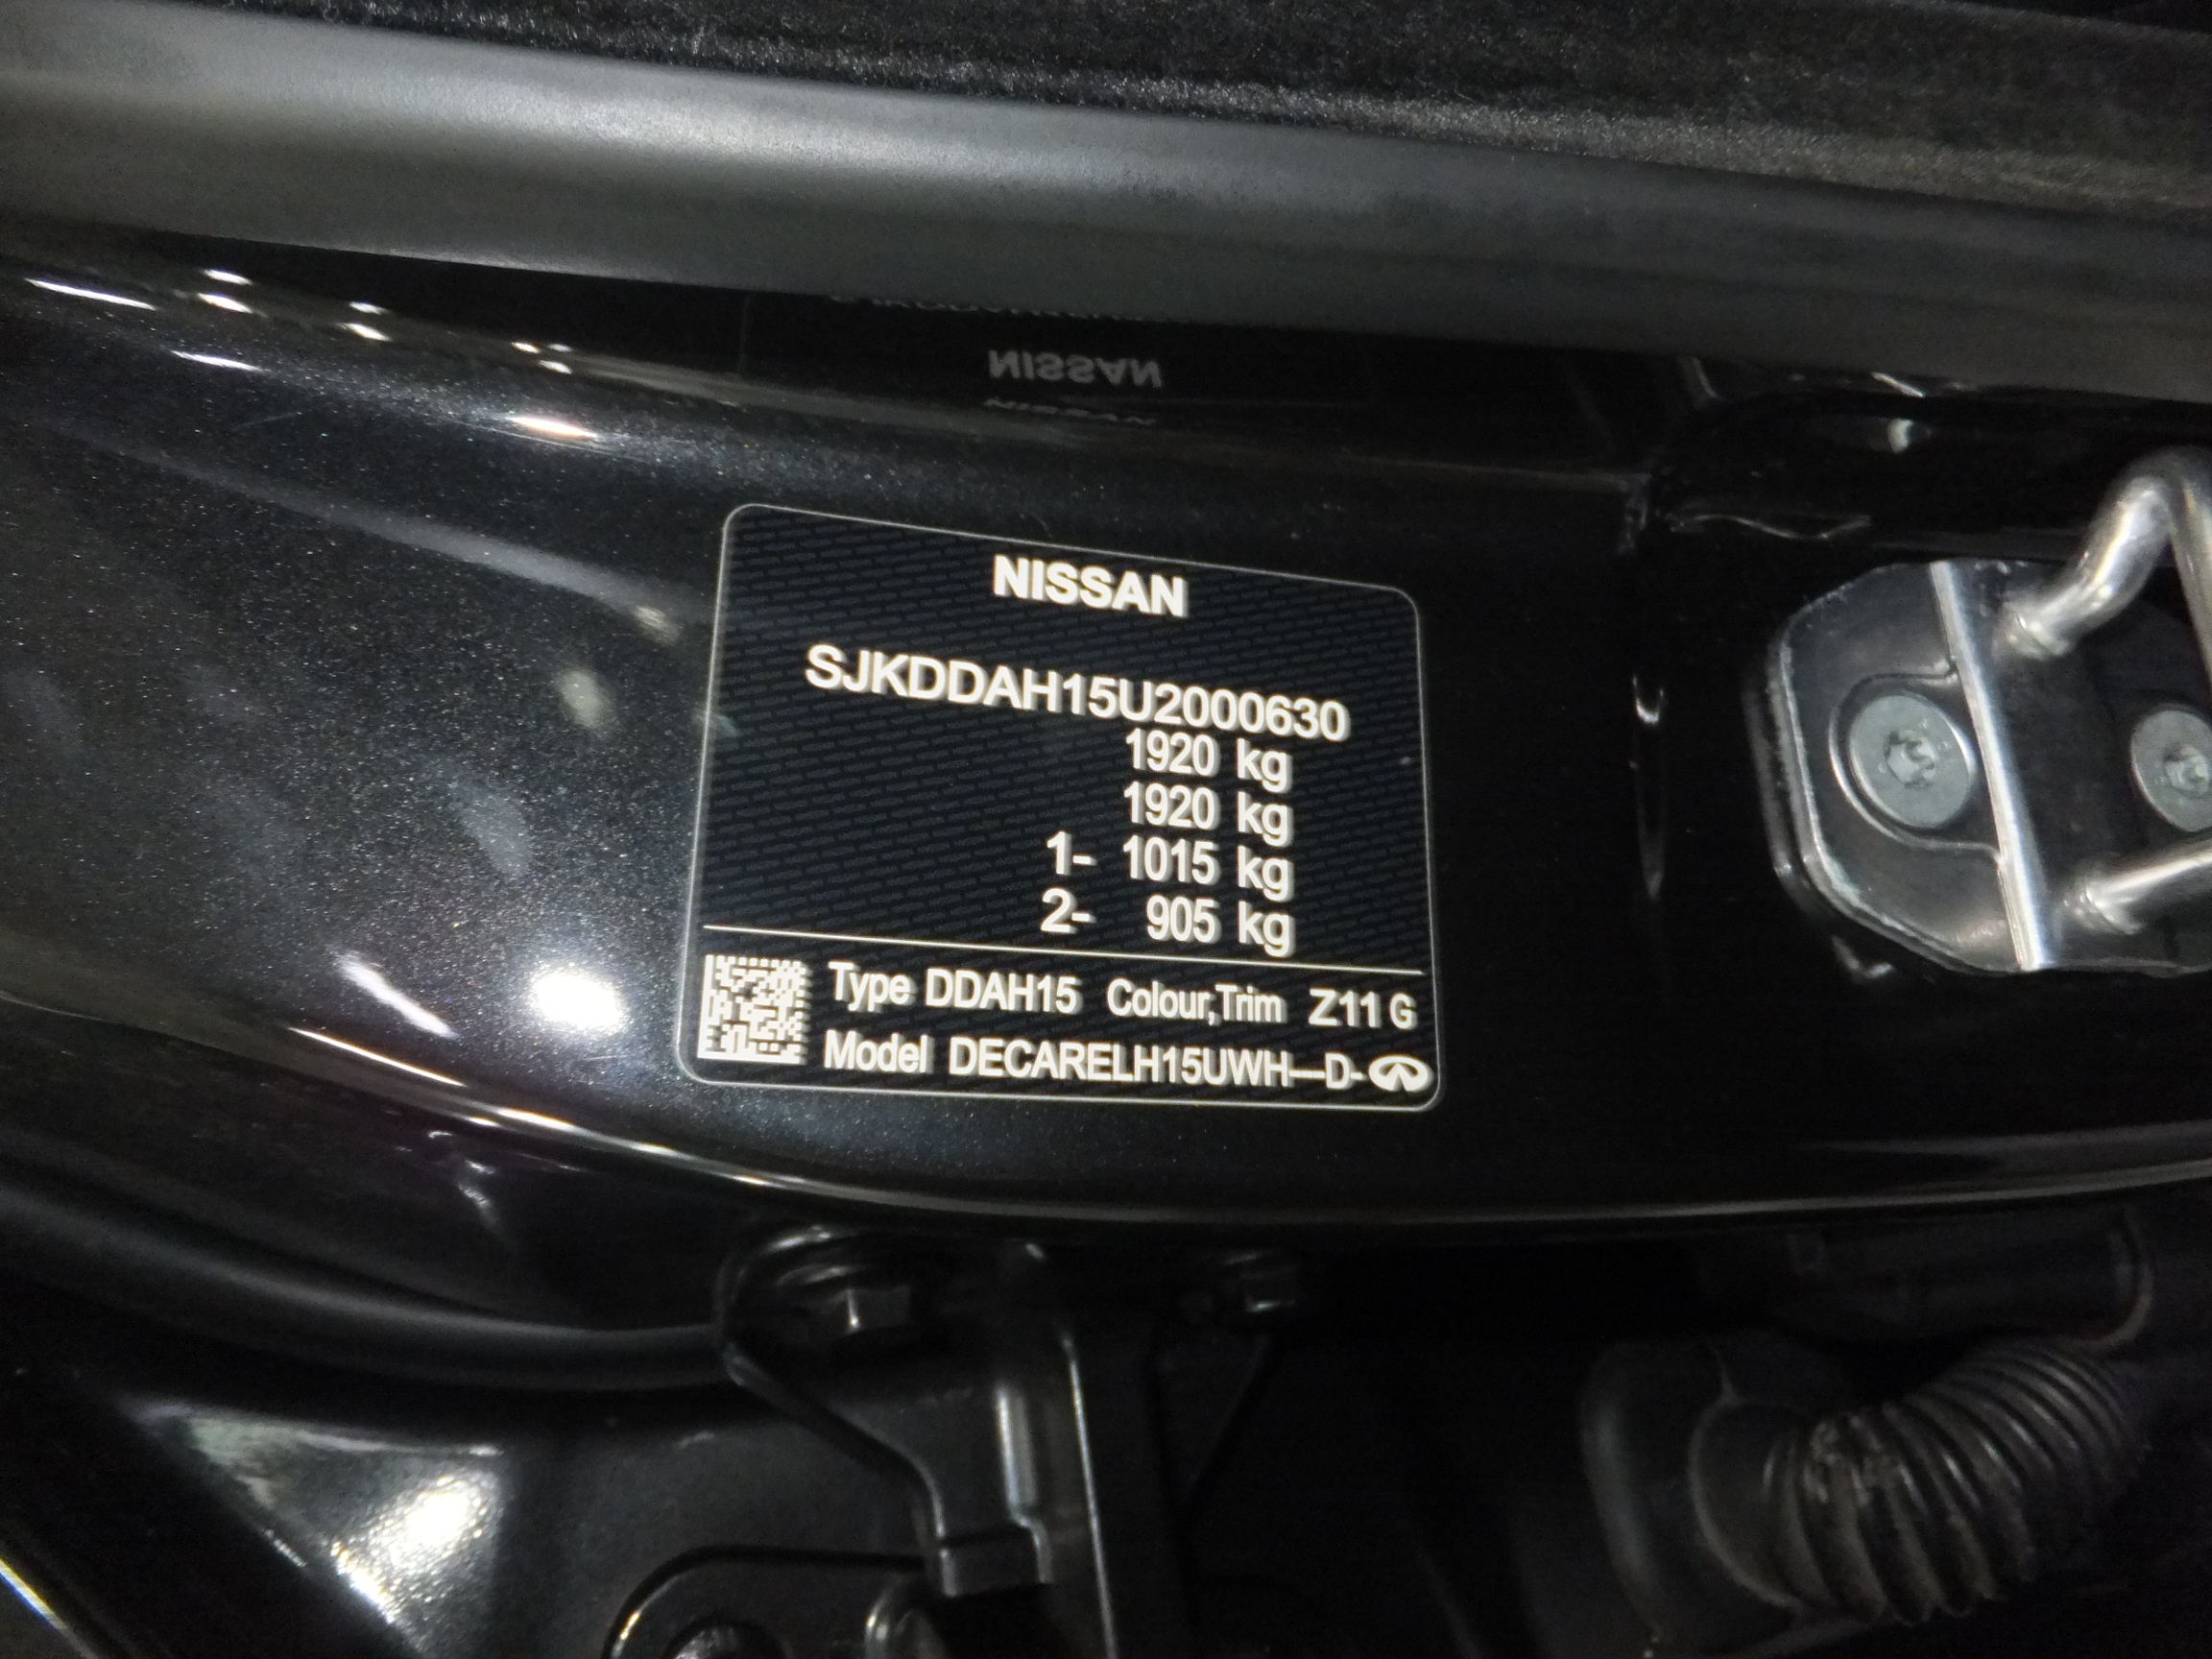 NISSAN
SJKDDAH15U2000630
1920 kg
1920 kg
1- 1015 kg
2- 905 kg
Type DDAH15 Colour,Trim Z11 G
Model DECARELH15UWH—D-